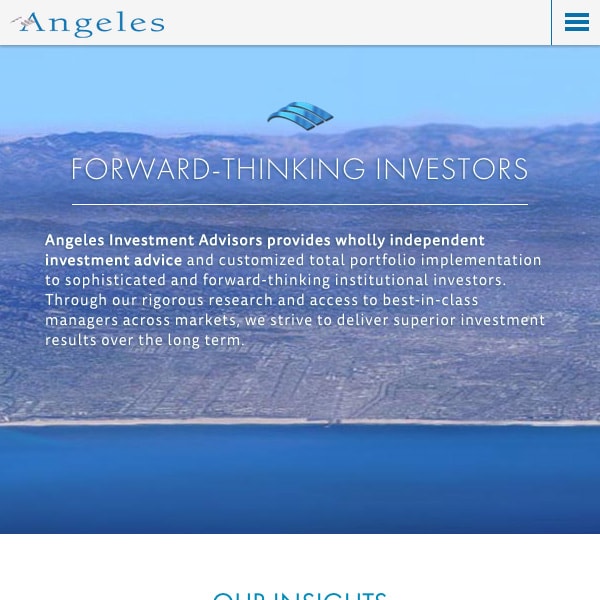 Angeles
FORWARD-THINKING INVESTORS
Angeles Investment Advisors provides wholly independent
investment advice and customized total portfolio implementation
to sophisticated and forward-thinking institutional investors.
Through our rigorous research and access to best-in-class
managers across markets, we strive to deliver superior investment
results over the long term.
OUR INSIGHTS